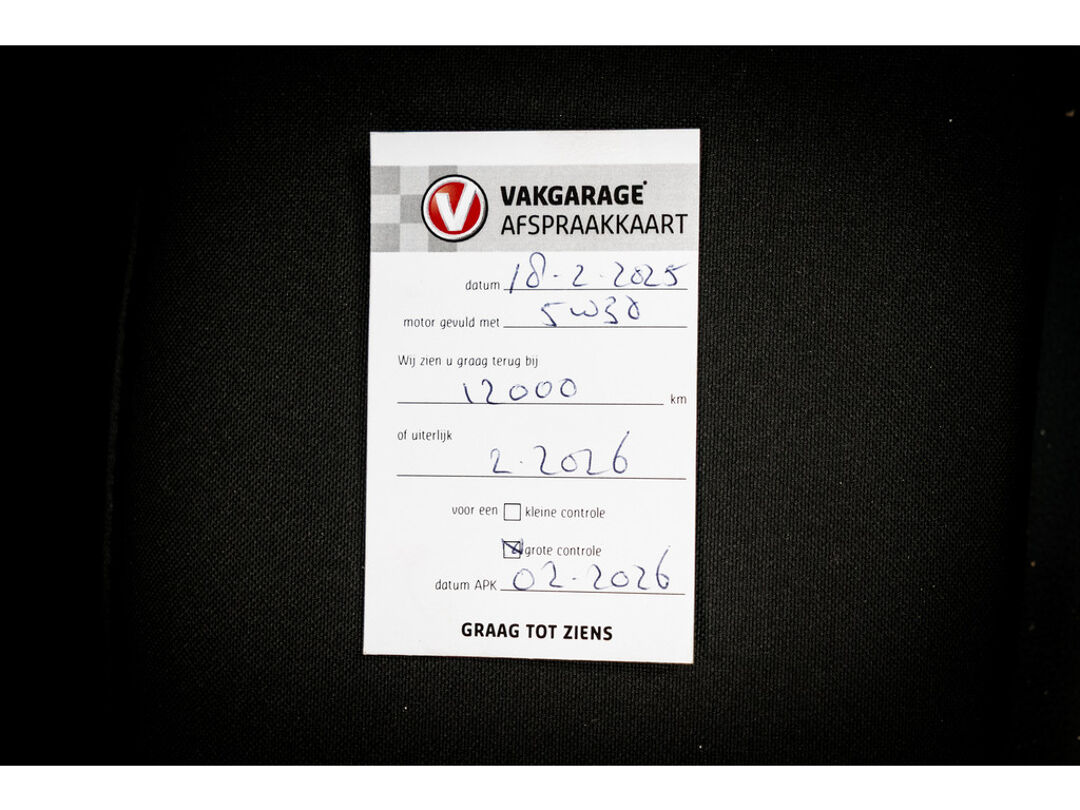 V VAKGARAGE
AFSPRAAKKAART
datum 18-2-2025
motor gevuld met 5W30
Wij zien u graag terug bij
12000 km
of uiterlijk
2.2026
voor een kleine controle
grote controle
datum APK 02-2026
GRAAG TOT ZIENS